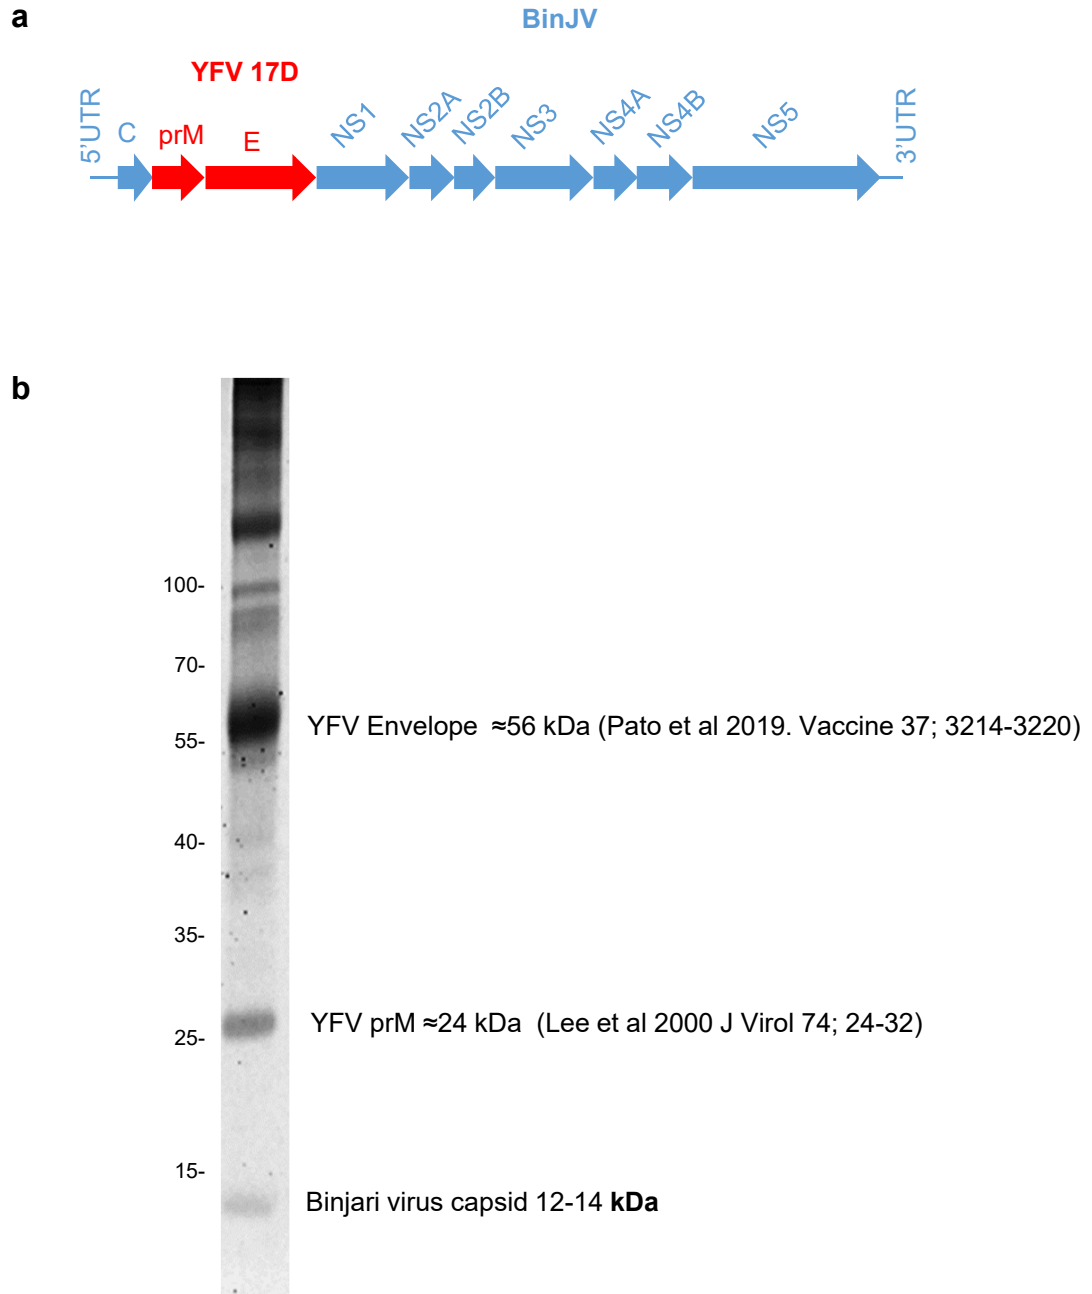 a
BinJV
YFV 17D
5'UTR
C
prM
E
NS1
NS2A
NS2B
NS3
NS4A
NS4B
NS5
3'UTR
b
100-
70-
YFV Envelope ≈56 kDa (Pato et al 2019. Vaccine 37; 3214-3220)
55-
40-
35-
YFV prM ≈24 kDa (Lee et al 2000 J Virol 74; 24-32)
25-
15-
Binjari virus capsid 12-14 kDa